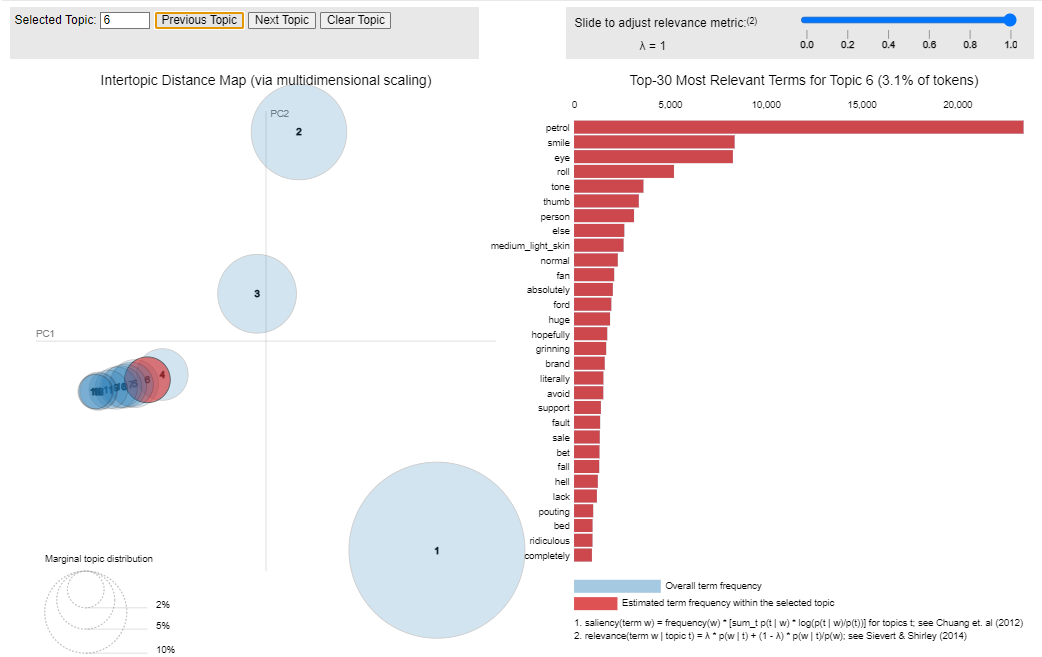 Selected Topic: 6 Previous Topic Next Topic Clear Topic
Slide to adjust relevance metric:(2)
λ = 1
0.0 0.2 0.4 0.6 0.8 1.0
Intertopic Distance Map (via multidimensional scaling)
PC2
2
3
PC1
4
6
1
Marginal topic distribution
2%
5%
10%
Top-30 Most Relevant Terms for Topic 6 (3.1% of tokens)
0 5,000 10,000 15,000 20,000
petrol
smile
eye
roll
tone
thumb
person
else
medium_light_skin
normal
fan
absolutely
ford
huge
hopefully
grinning
brand
literally
avoid
support
fault
sale
bet
fall
hell
lack
pouting
bed
ridiculous
completely
Overall term frequency
Estimated term frequency within the selected topic
1. saliency(term w) = frequency(w) * [sum_t p(t | w) * log(p(t | w)/p(t))] for topics t; see Chuang et. al (2012)
2. relevance(term w | topic t) = λ * p(w | t) + (1 - λ) * p(w | t)/p(w); see Sievert & Shirley (2014)